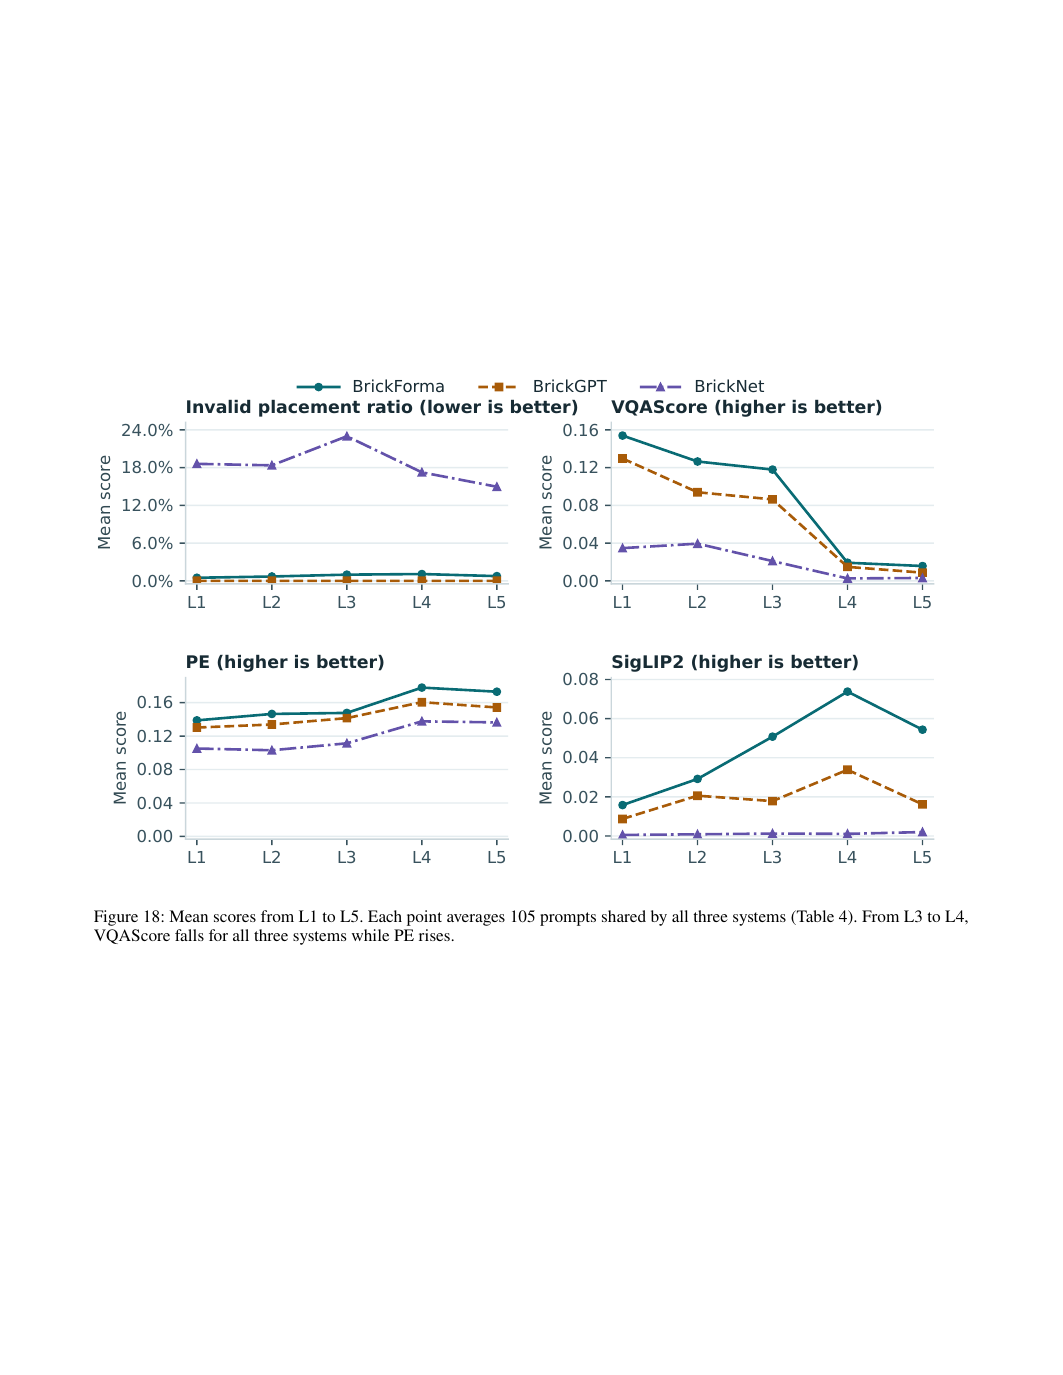 BrickForma BrickGPT BrickNet
Invalid placement ratio (lower is better)
24.0%
18.0%
12.0%
6.0%
0.0%
Mean score
L1 L2 L3 L4 L5
VQAScore (higher is better)
0.16
0.12
0.08
0.04
0.00
Mean score
L1 L2 L3 L4 L5
PE (higher is better)
0.16
0.12
0.08
0.04
0.00
Mean score
L1 L2 L3 L4 L5
SigLIP2 (higher is better)
0.08
0.06
0.04
0.02
0.00
Mean score
L1 L2 L3 L4 L5
Figure 18: Mean scores from L1 to L5. Each point averages 105 prompts shared by all three systems (Table 4). From L3 to L4,
VQAScore falls for all three systems while PE rises.